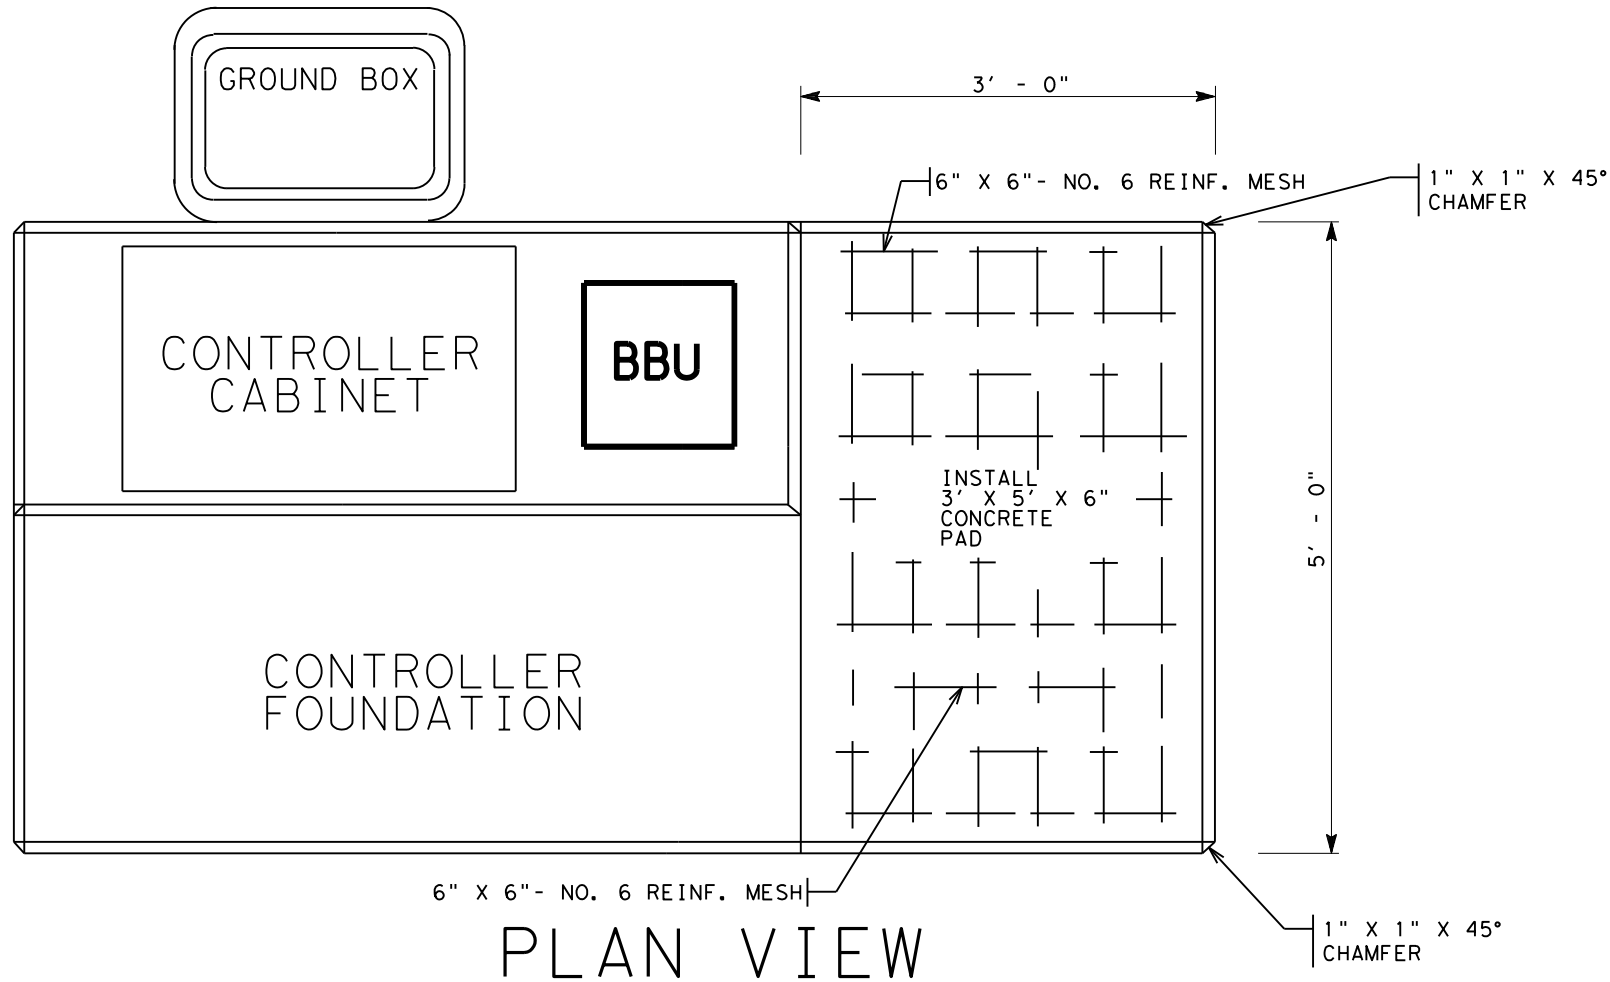 GROUND BOX
3' - 0"
6" X 6"- NO. 6 REINF. MESH
1" X 1" X 45°
CHAMFER
CONTROLLER
CABINET
BBU
INSTALL
3' X 5' X 6"
CONCRETE
PAD
5' - 0"
CONTROLLER
FOUNDATION
6" X 6"- NO. 6 REINF. MESH
1" X 1" X 45°
CHAMFER
PLAN VIEW